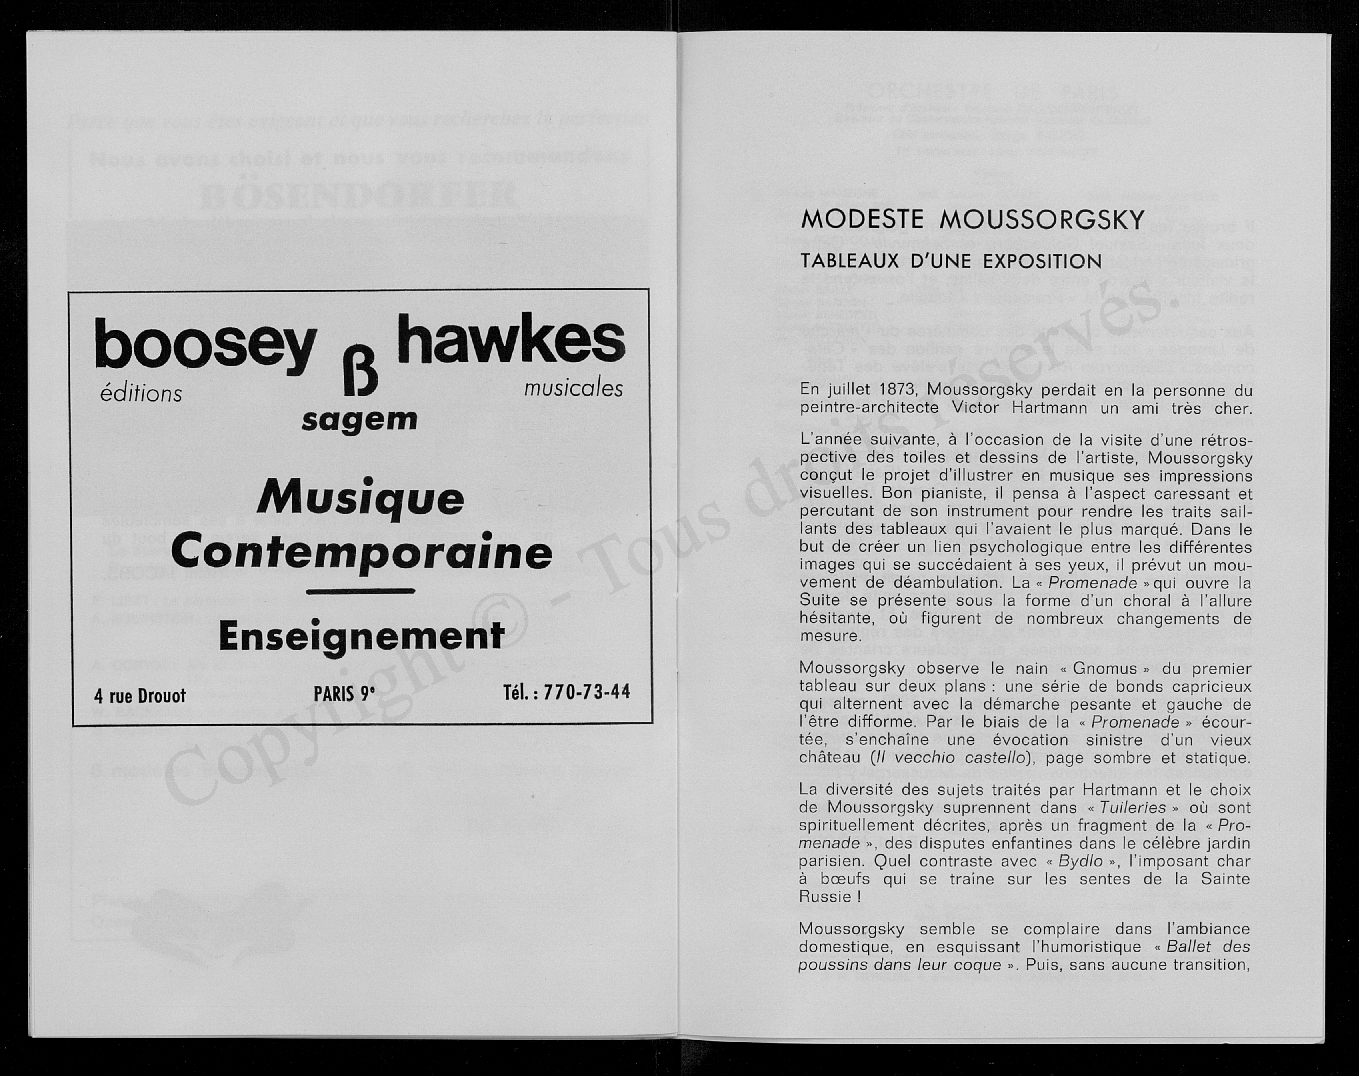 boosey ß hawkes
éditions musicales
sagem
Musique
Contemporaine
Enseignement
4 rue Drouot PARIS 9e Tél. : 770-73-44
MODESTE MOUSSORGSKY
TABLEAUX D'UNE EXPOSITION
En juillet 1873, Moussorgsky perdait en la personne du
peintre-architecte Victor Hartmann un ami très cher.
L'année suivante, à l'occasion de la visite d'une rétros-
pective des toiles et dessins de l'artiste, Moussorgsky
conçut le projet d'illustrer en musique ses impressions
visuelles. Bon pianiste, il pensa à l'aspect caressant et
percutant de son instrument pour rendre les traits sail-
lants des tableaux qui l'avaient le plus marqué. Dans le
but de créer un lien psychologique entre les différentes
images qui se succédaient à ses yeux, il prévut un mou-
vement de déambulation. La « Promenade » qui ouvre la
Suite se présente sous la forme d'un choral à l'allure
hésitante, où figurent de nombreux changements de
mesure.
Moussorgsky observe le nain « Gnomus » du premier
tableau sur deux plans : une série de bonds capricieux
qui alternent avec la démarche pesante et gauche de
l'être difforme. Par le biais de la « Promenade » écour-
tée, s'enchaîne une évocation sinistre d'un vieux
château (Il vecchio castello), page sombre et statique.
La diversité des sujets traités par Hartmann et le choix
de Moussorgsky suprennent dans « Tuileries » où sont
spirituellement décrites, après un fragment de la « Pro-
menade », des disputes enfantines dans le célèbre jardin
parisien. Quel contraste avec « Bydlo », l'imposant char
à bœufs qui se traîne sur les sentes de la Sainte
Russie !
Moussorgsky semble se complaire dans l'ambiance
domestique, en esquissant l'humoristique « Ballet des
poussins dans leur coque ». Puis, sans aucune transition,
Copyright © - Tous droits réservés.